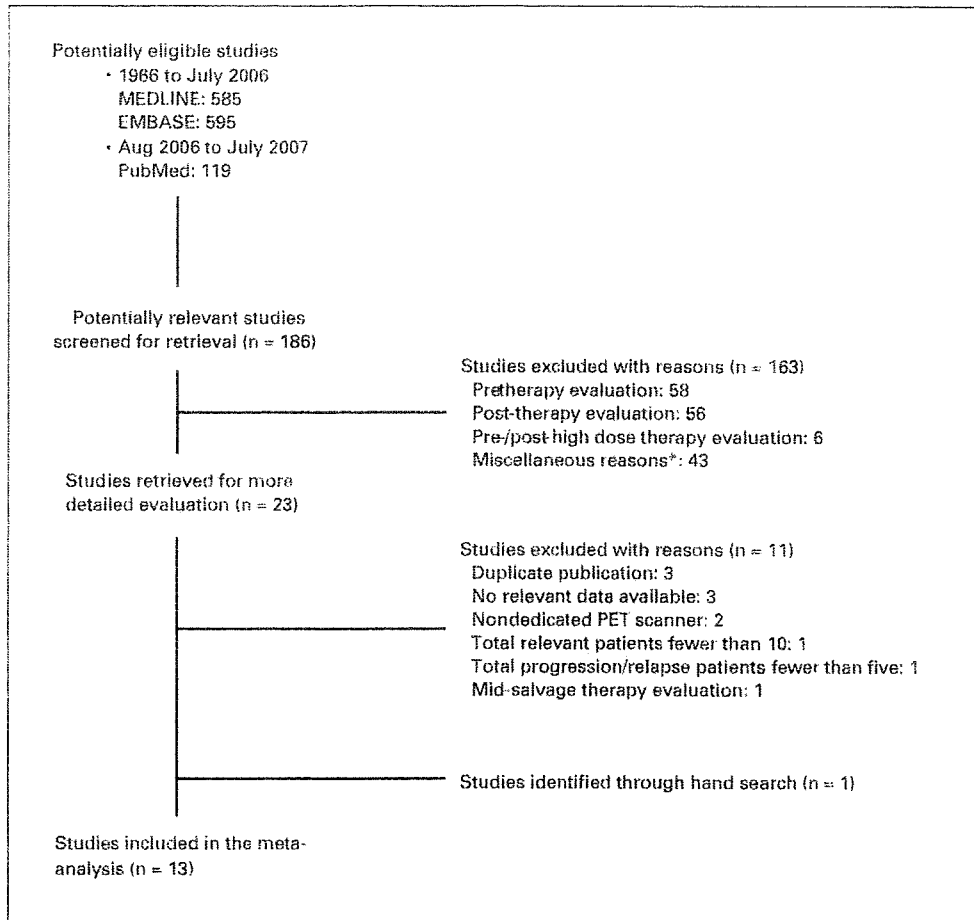 Potentially eligible studies
• 1966 to July 2006
MEDLINE: 585
EMBASE: 595
• Aug 2006 to July 2007
PubMed: 119
Potentially relevant studies
screened for retrieval (n = 186)
Studies excluded with reasons (n = 163)
Pretherapy evaluation: 58
Post-therapy evaluation: 56
Pre-/post-high dose therapy evaluation: 6
Miscellaneous reasons*: 43
Studies retrieved for more
detailed evaluation (n = 23)
Studies excluded with reasons (n = 11)
Duplicate publication: 3
No relevant data available: 3
Nondedicated PET scanner: 2
Total relevant patients fewer than 10: 1
Total progression/relapse patients fewer than five: 1
Mid-salvage therapy evaluation: 1
Studies identified through hand search (n = 1)
Studies included in the meta-
analysis (n = 13)